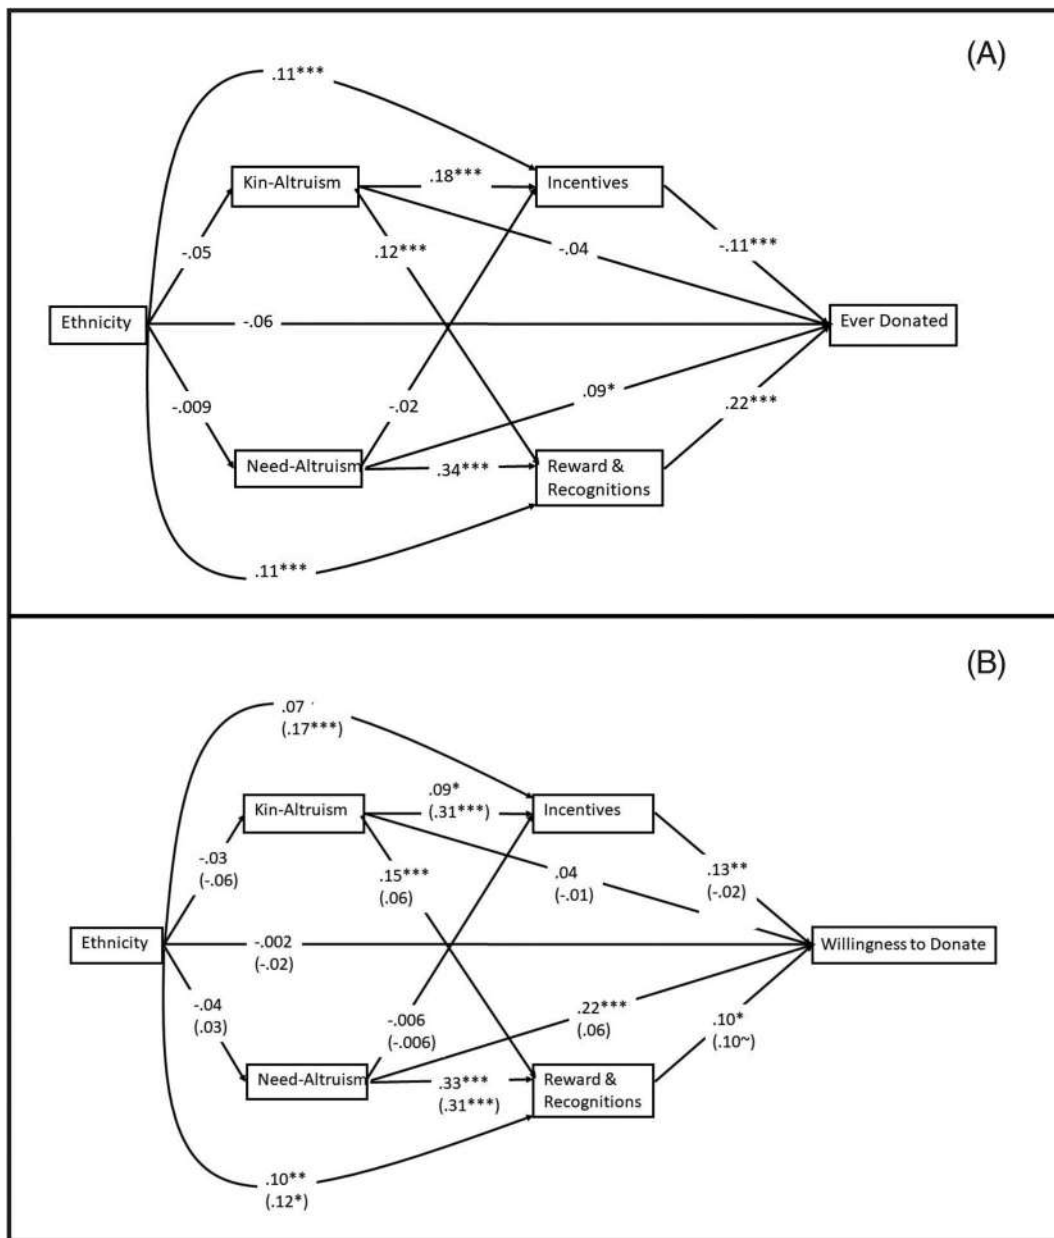 (A)
.11***
Kin-Altruism
.18***
Incentives
-.05
.12***
-.04
-.11***
Ethnicity
-.06
Ever Donated
-.009
-.02
.09*
.22***
Need-Altruism
.34***
Reward &
Recognitions
.11***
(B)
.07
(.17***)
Kin-Altruism
.09*
(.31***)
Incentives
-.03
(-.06)
.15***
(.06)
.04
(-.01)
.13**
(-.02)
Ethnicity
-.002
(-.02)
Willingness to Donate
-.04
(.03)
-.006
(-.006)
.22***
(.06)
.10*
(.10~)
Need-Altruism
.33***
(.31***)
Reward &
Recognitions
.10**
(.12*)